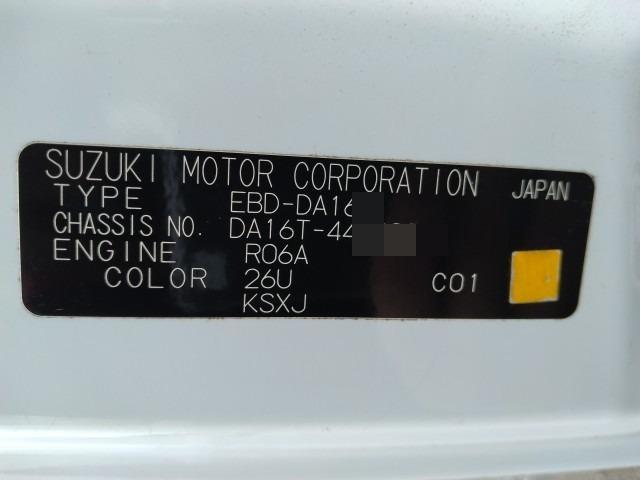 SUZUKI MOTOR CORPORATION JAPAN
TYPE EBD-DA16
CHASSIS NO. DA16T-44
ENGINE R06A
COLOR 26U C01
KSXJ